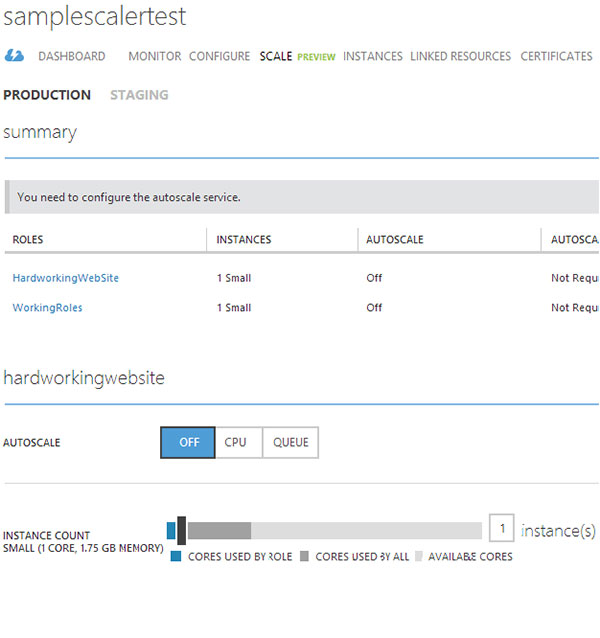 samplescalertest
DASHBOARD MONITOR CONFIGURE SCALE PREVIEW INSTANCES LINKED RESOURCES CERTIFICATES
PRODUCTION STAGING
summary
You need to configure the autoscale service.
ROLES INSTANCES AUTOSCALE AUTOSCA
HardworkingWebSite 1 Small Off Not Requ
WorkingRoles 1 Small Off Not Requ
hardworkingwebsite
AUTOSCALE OFF CPU QUEUE
INSTANCE COUNT 1 instance(s)
SMALL (1 CORE, 1.75 GB MEMORY)
CORES USED BY ROLE CORES USED BY ALL AVAILABLE CORES